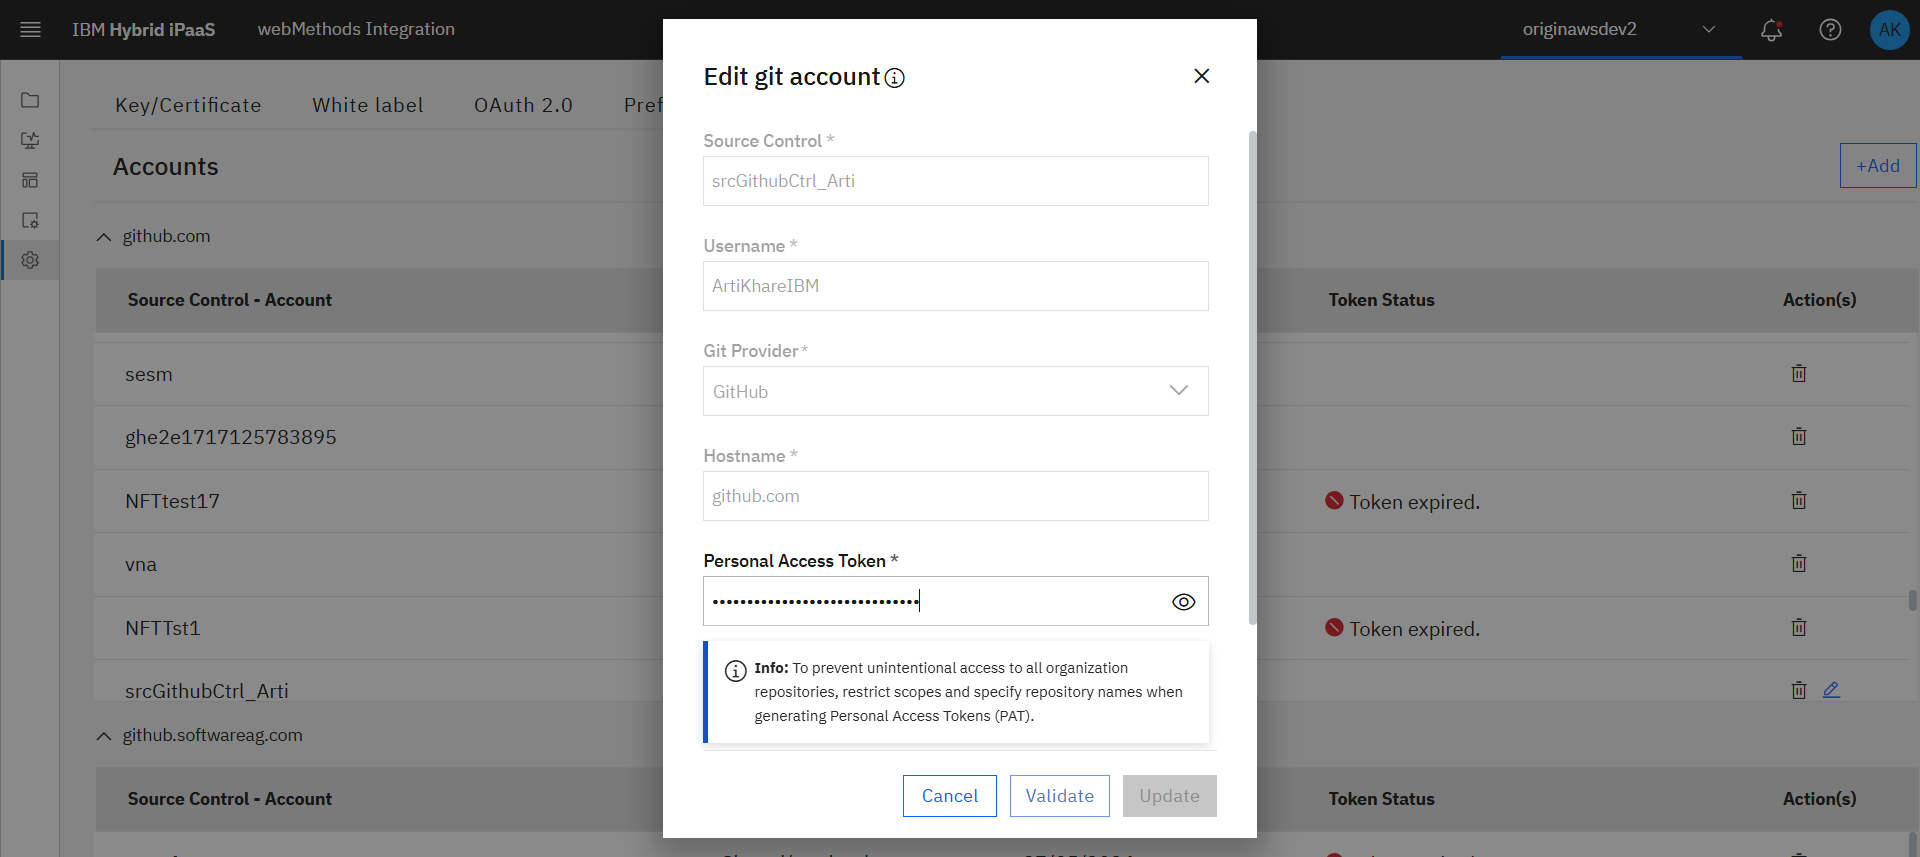 IBM Hybrid iPaaS
webMethods Integration
originawsdev2
AK
Key/Certificate
White label
OAuth 2.0
Pref
Accounts
+Add
github.com
Source Control - Account
Token Status
Action(s)
sesm
ghe2e1717125783895
NFTtest17
Token expired.
vna
NFTTst1
Token expired.
srcGithubCtrl_Arti
github.softwareag.com
Source Control - Account
Token Status
Action(s)
Edit git account
Source Control *
srcGithubCtrl_Arti
Username *
ArtiKhareIBM
Git Provider*
GitHub
Hostname *
github.com
Personal Access Token *
••••••••••••••••••••••••••••••
Info: To prevent unintentional access to all organization
repositories, restrict scopes and specify repository names when
generating Personal Access Tokens (PAT).
Cancel
Validate
Update